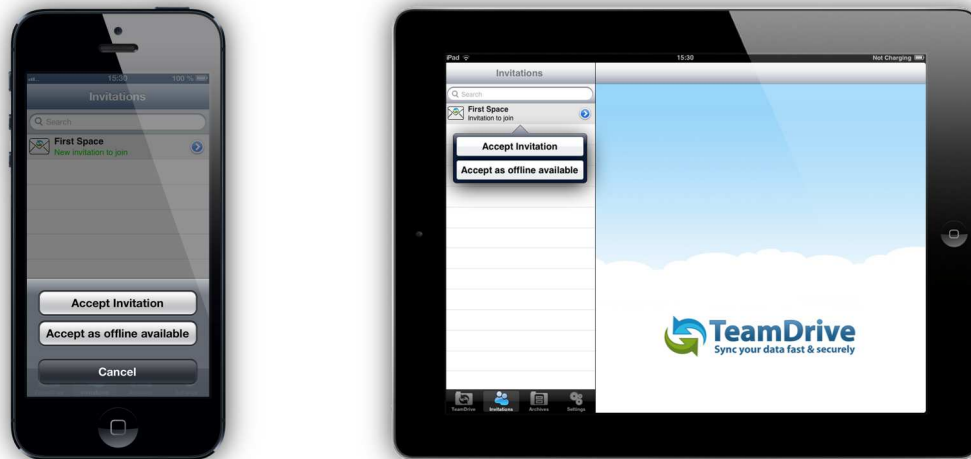 15:30
100 %
Invitations
Search
First Space
New invitation to join
Accept Invitation
Accept as offline available
Cancel
iPad
15:30
Not Charging
Invitations
Search
First Space
Invitation to join
Accept Invitation
Accept as offline available
TeamDrive
Sync your data fast & securely
TeamDrive
Invitations
Archives
Settings